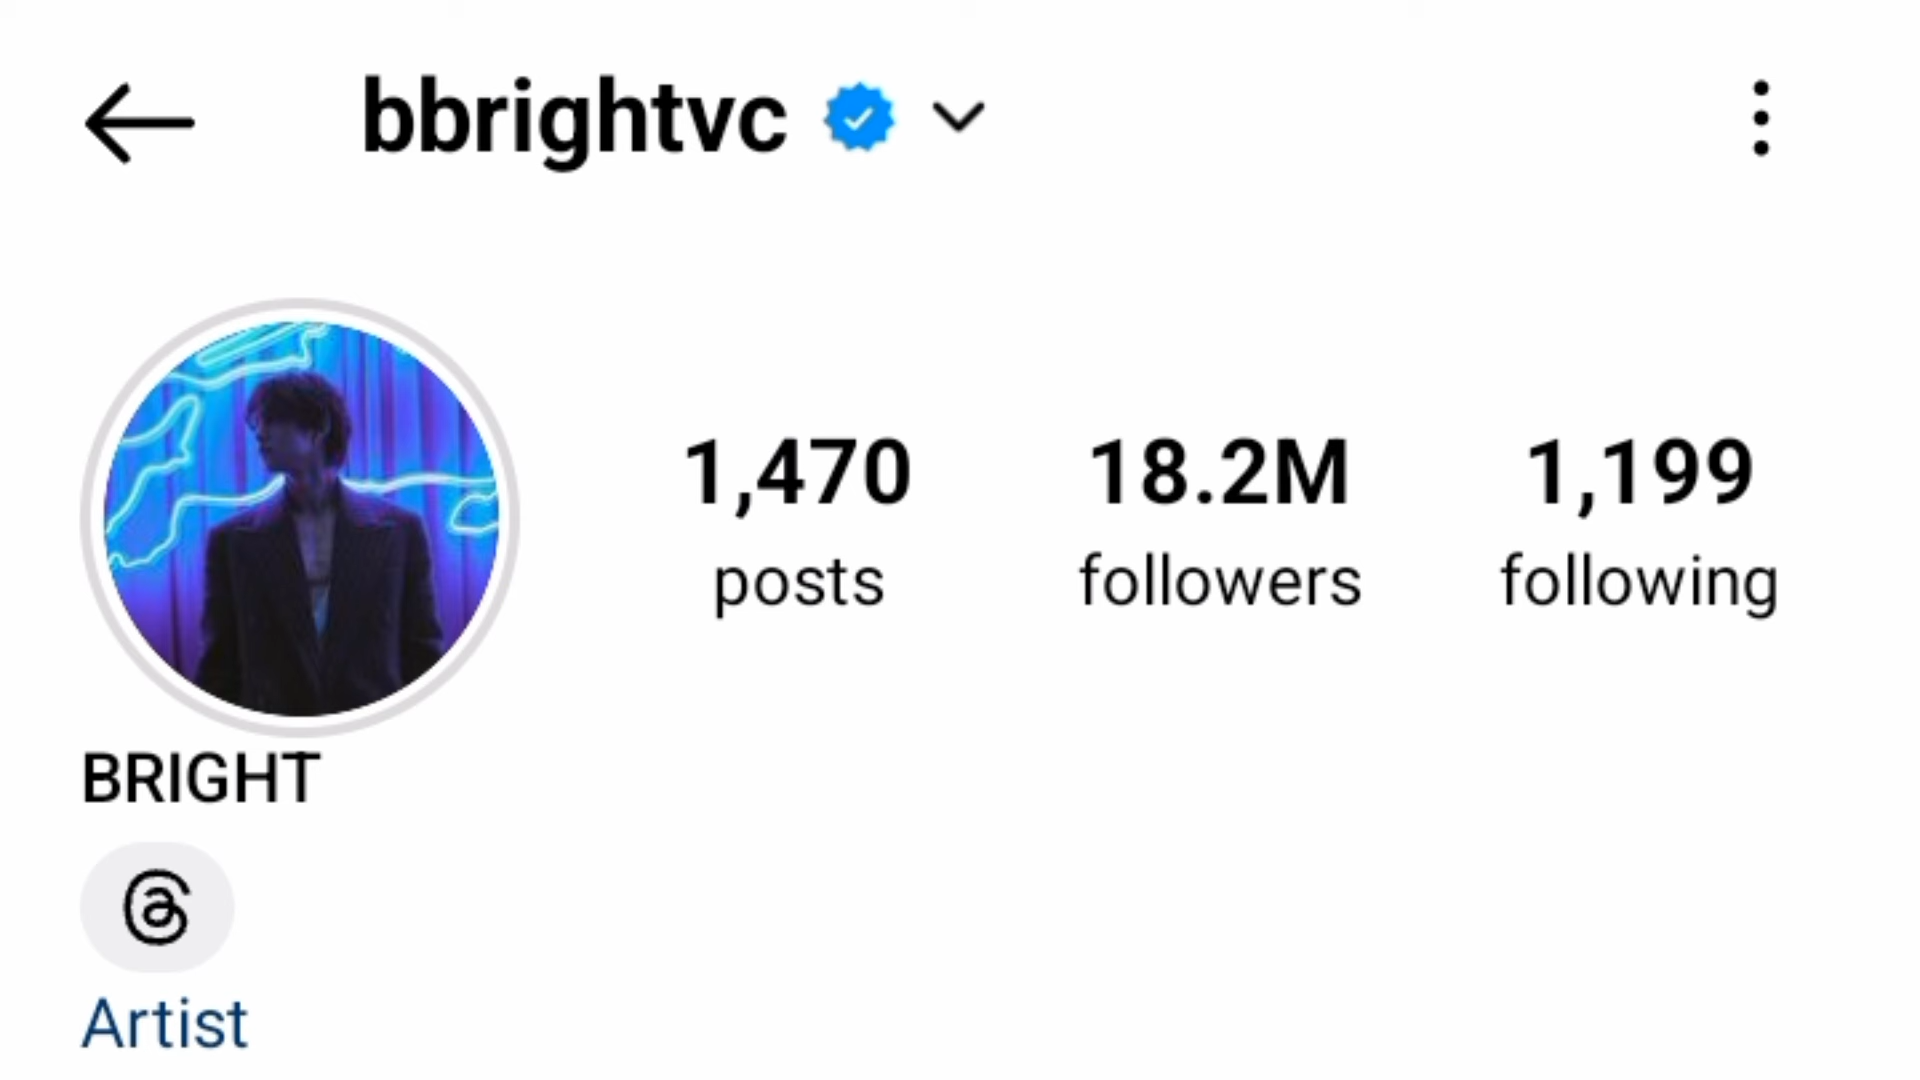 bbrightvc
1,470 18.2M 1,199
posts followers following
BRIGHT
Artist